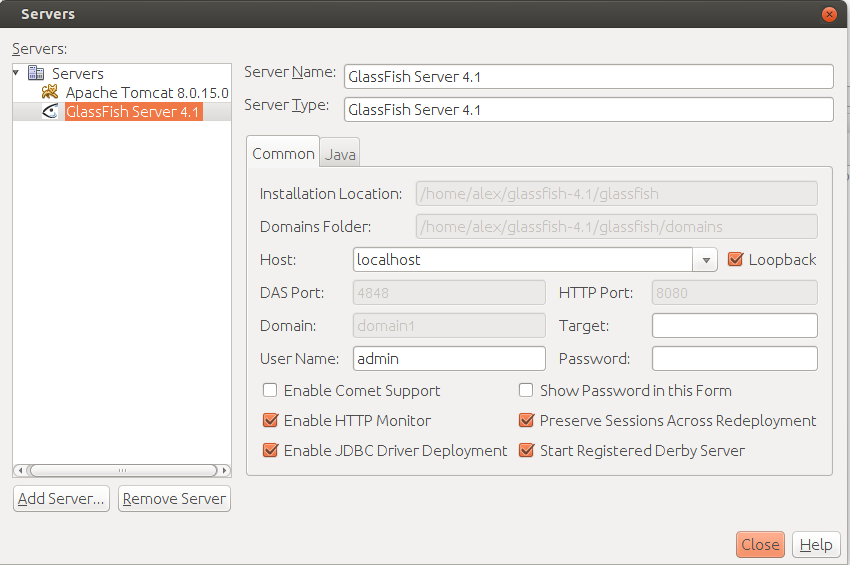 Servers
Servers:
Servers
Apache Tomcat 8.0.15.0
GlassFish Server 4.1
Server Name: GlassFish Server 4.1
Server Type: GlassFish Server 4.1
Common Java
Installation Location: /home/alex/glassfish-4.1/glassfish
Domains Folder: /home/alex/glassfish-4.1/glassfish/domains
Host: localhost Loopback
DAS Port: 4848 HTTP Port: 8080
Domain: domain1 Target:
User Name: admin Password:
Enable Comet Support Show Password in this Form
Enable HTTP Monitor Preserve Sessions Across Redeployment
Enable JDBC Driver Deployment Start Registered Derby Server
Add Server... Remove Server
Close Help